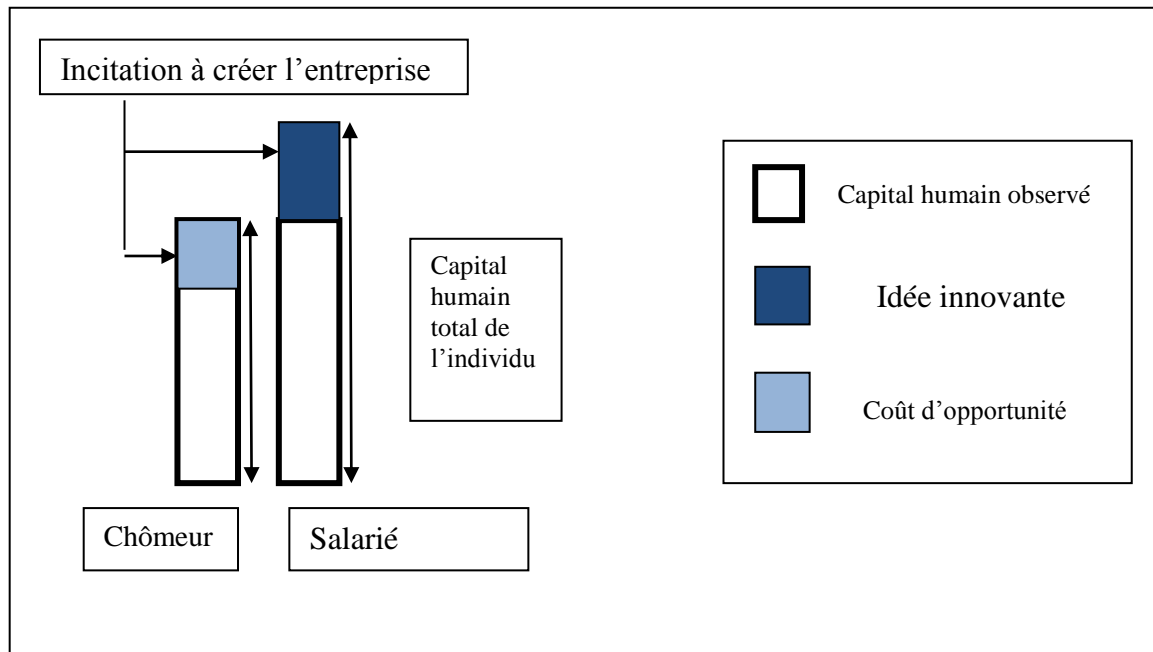 Incitation à créer l’entreprise
Capital
humain
total de
l’individu
Chômeur
Salarié
Capital humain observé
Idée innovante
Coût d’opportunité